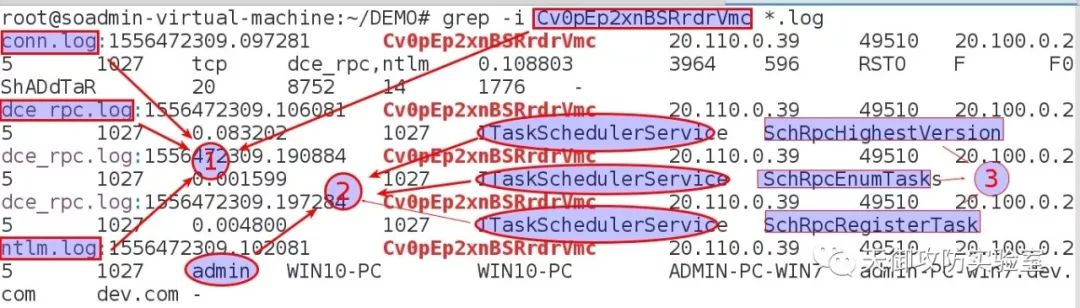 root@soadmin-virtual-machine:~/DEMO# grep -i Cv0pEp2xnBSRrdrVmc *.log
conn.log:1556472309.097281 Cv0pEp2xnBSRrdrVmc 20.110.0.39 49510 20.100.0.2
5 tcp dce_rpc,ntlm 0.108803 3964 596 RSTO F F0
ShADdTaR 20 8752 14 1776 -
dce_rpc.log:1556472309.106081 Cv0pEp2xnBSRrdrVmc 20.110.0.39 49510 20.100.0.2
5 1027 0.083202 1027 ITaskSchedulerService SchRpcHighestVersion
dce_rpc.log:1556472309.190884 Cv0pEp2xnBSRrdrVmc 20.110.0.39 49510 20.100.0.2
5 1027 0.001599 1027 ITaskSchedulerService SchRpcEnumTasks
dce_rpc.log:1556472309.197284 Cv0pEp2xnBSRrdrVmc 20.110.0.39 49510 20.100.0.2
5 1027 0.004800 1027 ITaskSchedulerService SchRpcRegisterTask
ntlm.log:1556472309.102081 Cv0pEp2xnBSRrdrVmc 20.110.0.39 49510 20.100.0.2
5 1027 admin WIN10-PC WIN10-PC ADMIN-PC-WIN7 admin-pc-win7.dev.
com dev.com -
1
2
3
天御攻防实验室